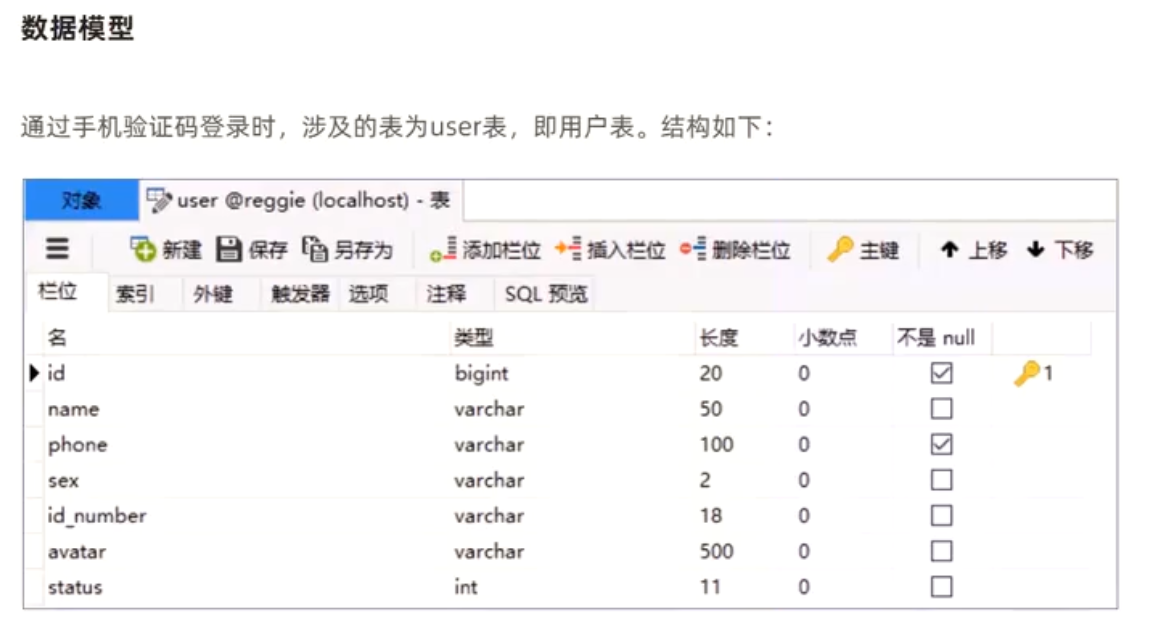 数据模型
通过手机验证码登录时，涉及的表为user表，即用户表。结构如下：
对象 user @reggie (localhost) - 表
新建 保存 另存为 添加栏位 插入栏位 删除栏位 主键 上移 下移
栏位 索引 外键 触发器 选项 注释 SQL 预览
名 类型 长度 小数点 不是 null
id bigint 20 0 1
name varchar 50 0
phone varchar 100 0
sex varchar 2 0
id_number varchar 18 0
avatar varchar 500 0
status int 11 0